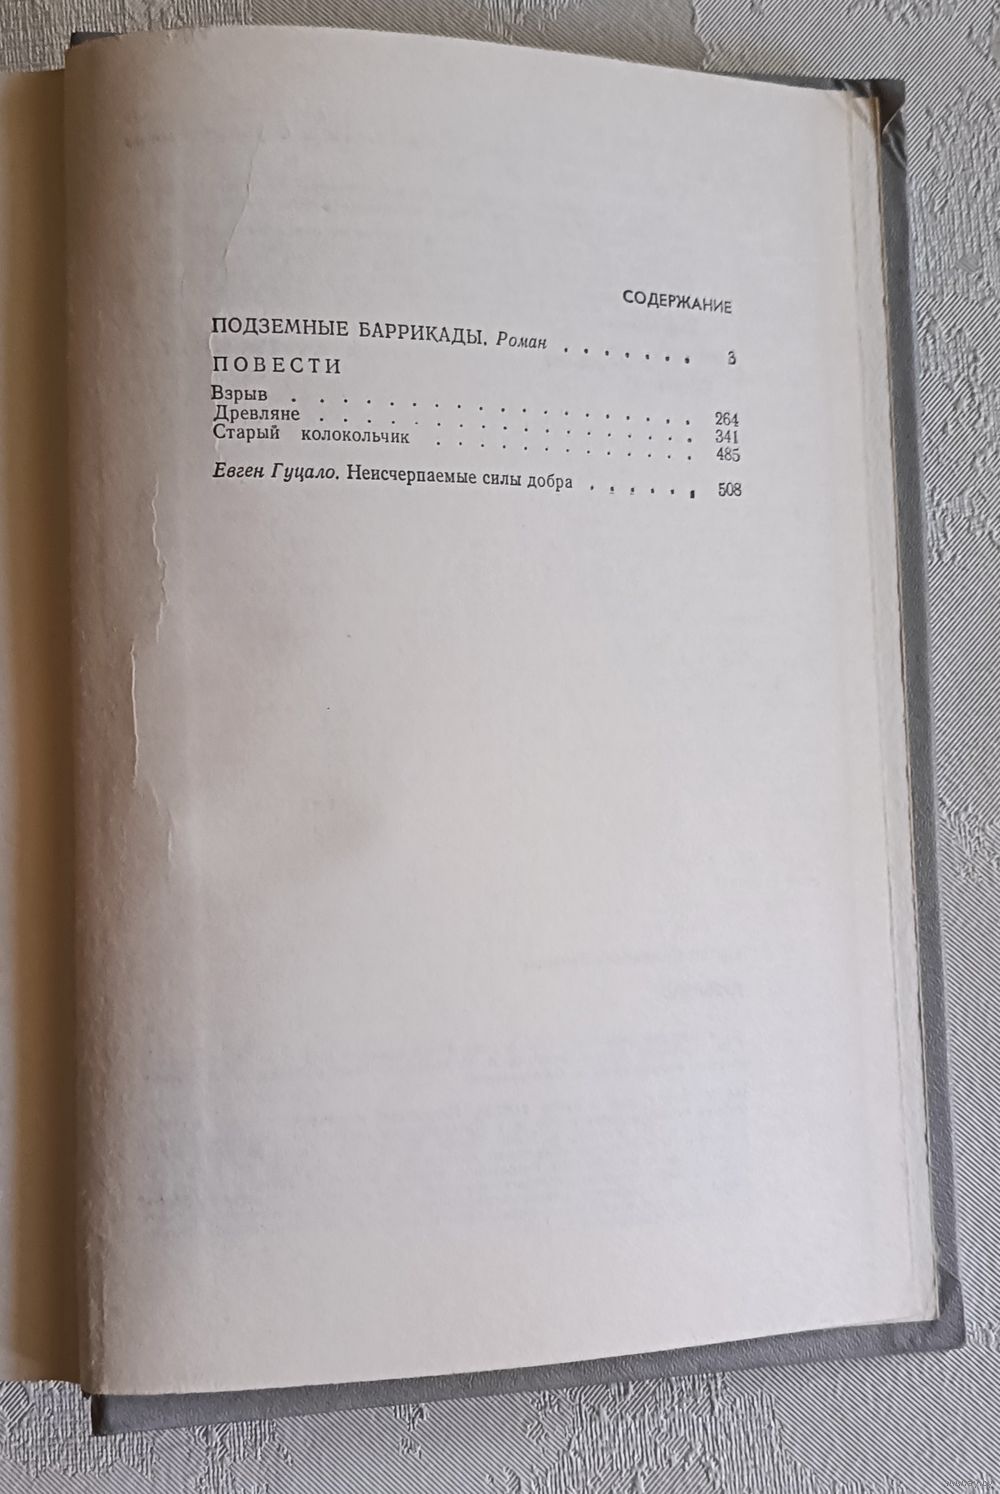 СОДЕРЖАНИЕ
ПОДЗЕМНЫЕ БАРРИКАДЫ. Роман . . . . . . . 3
ПОВЕСТИ
Взрыв . . . . . . . . . . . . . . . . . . 264
Древляне . . . . . . . . . . . . . . . . . 341
Старый колокольчик . . . . . . . . . . . . 485
Евген Гуцало. Неисчерпаемые силы добра . . . . . . 508